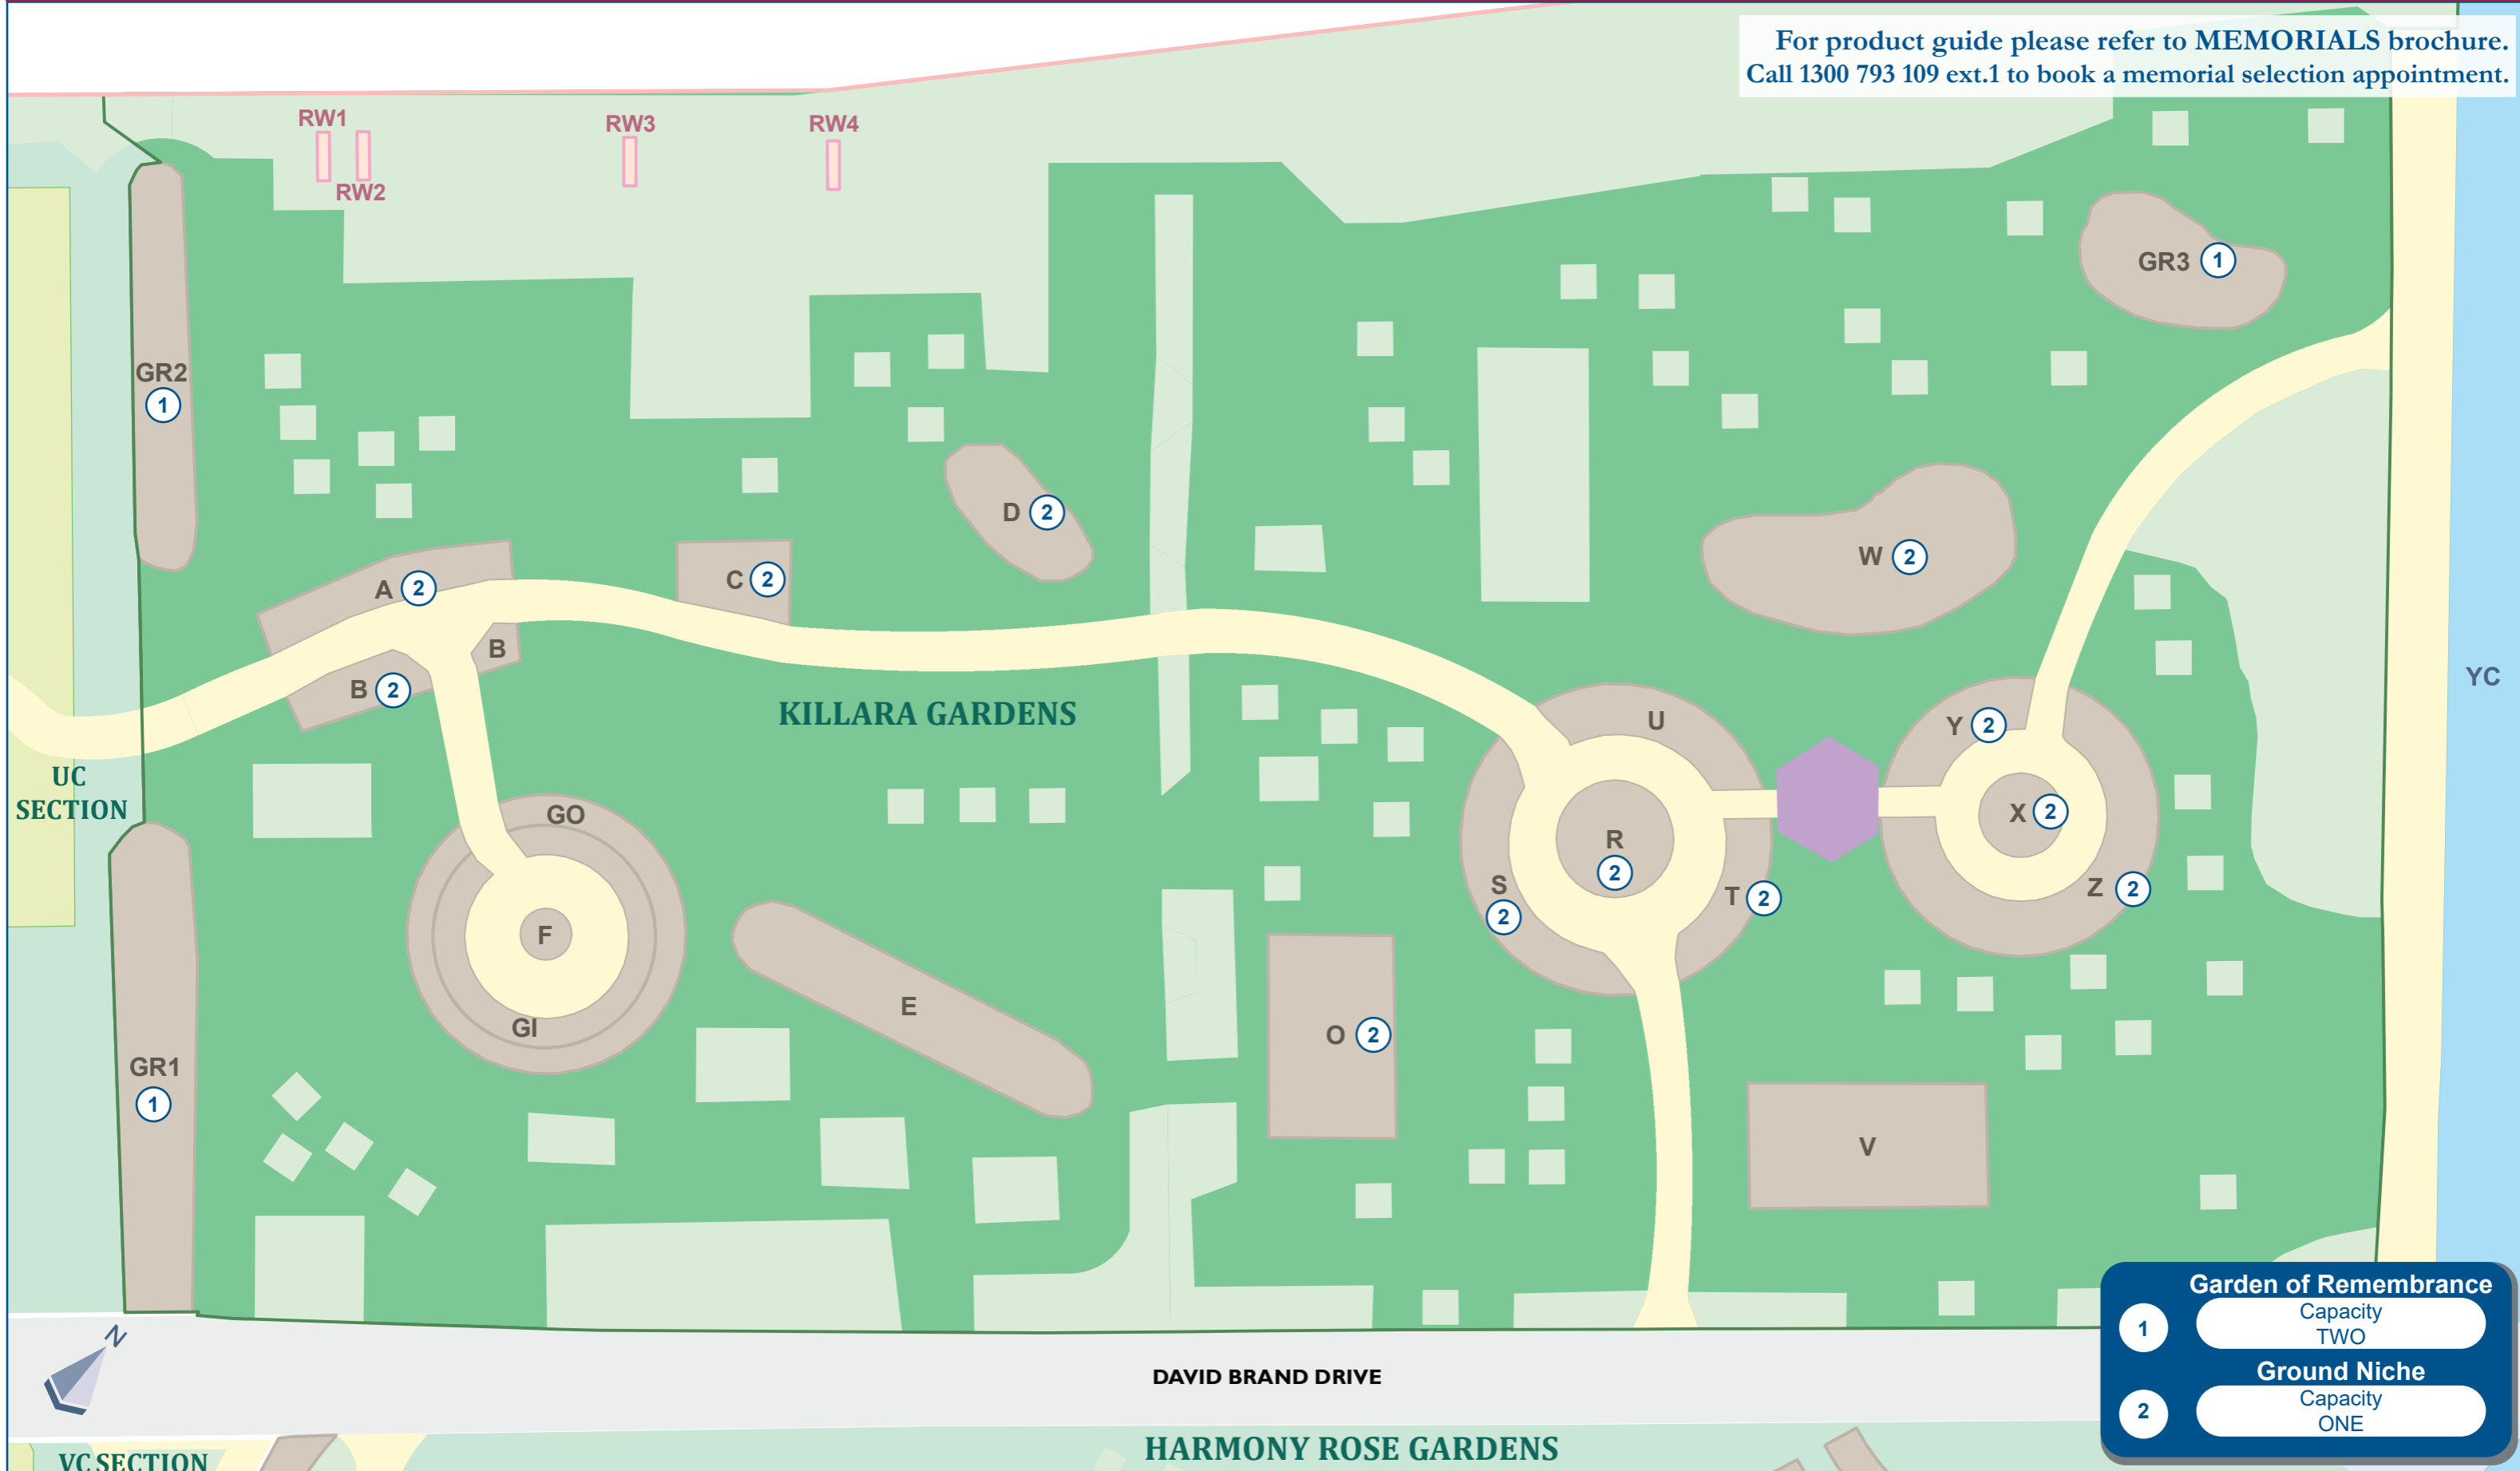 For product guide please refer to MEMORIALS brochure.
Call 1300 793 109 ext.1 to book a memorial selection appointment.
RW1
RW2
RW3
RW4
GR3 1
GR2
1
D 2
W 2
A 2
C 2
B
B 2
KILLARA GARDENS
YC
U
Y 2
UC
SECTION
GO
X 2
R
2
S
2
T 2
Z 2
F
GI
E
O 2
GR1
1
V
N
DAVID BRAND DRIVE
Garden of Remembrance
1
Capacity
TWO
Ground Niche
2
Capacity
ONE
HARMONY ROSE GARDENS
VC SECTION